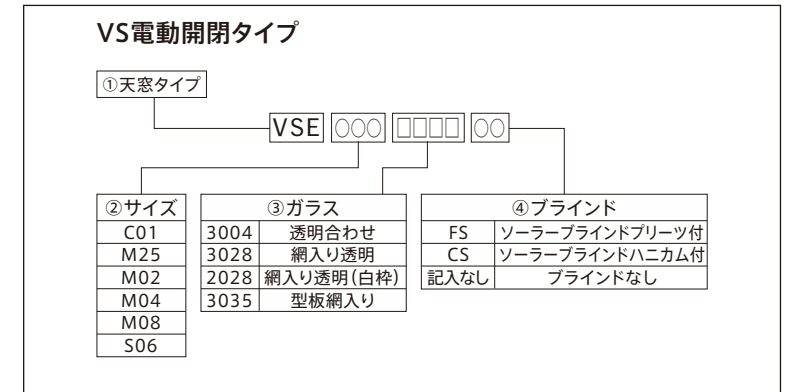 VS電動開閉タイプ
①天窓タイプ
VSE ○○○ □□□□ ○○
②サイズ
C01
M25
M02
M04
M08
S06
③ガラス
3004 透明合わせ
3028 網入り透明
2028 網入り透明(白枠)
3035 型板網入り
④ブラインド
FS ソーラーブラインドプリーツ付
CS ソーラーブラインドハニカム付
記入なし ブラインドなし